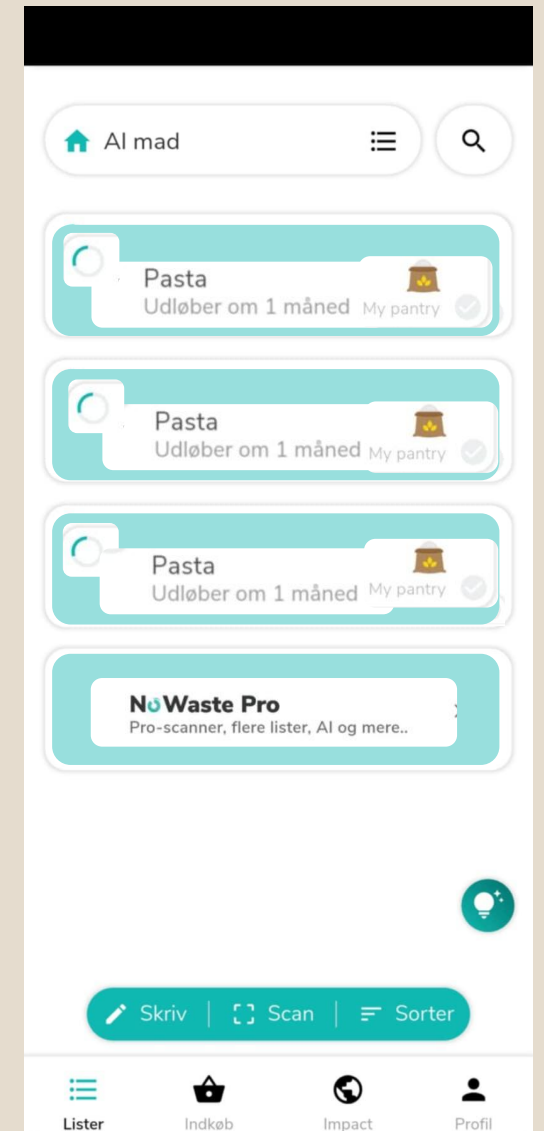 Al mad
Pasta
Udløber om 1 måned My pantry
Pasta
Udløber om 1 måned My pantry
Pasta
Udløber om 1 måned My pantry
NoWaste Pro
Pro-scanner, flere lister, AI og mere..
Skriv | Scan | Sorter
Lister Indkøb Impact Profil